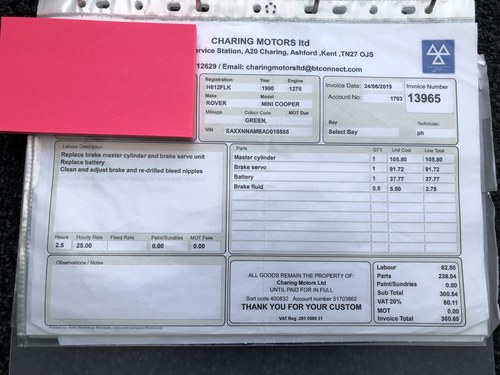 CHARING MOTORS ltd
ervice Station, A20 Charing, Ashford ,Kent ,TN27 OJS
12629 / Email: charingmotorsltd@btconnect.com
Registration Year Engine
H612FLK 1990 1275
Make Model
ROVER MINI COOPER
Mileage Colour Code MOT Due
GREEN,
VIN SAXXNNAMBAD010585
Invoice Date: 24/06/2019 Invoice Number
Account No: 1703 13965
Bay Technician
Select Bay ph
Labour Description
Replace brake master cylinder and brake servo unit
Replace battery
Clean and adjust brake and re-drilled bleed nipples
Hours Hourly Rate Fixed Rate Paint/Sundries MOT Fees
2.5 25.00 0.00 0.00
Parts QTY Unit Cost Line Total
Master cylinder 1 105.80 105.80
Brake servo 1 91.72 91.72
Battery 1 37.77 37.77
Brake fluid 0.5 5.50 2.75
Observations / Notes
ALL GOODS REMAIN THE PROPERTY OF:
Charing Motors Ltd
UNTIL PAID FOR IN FULL
Sort code 400832 Account number 51703862
THANK YOU FOR YOUR CUSTOM
Labour 62.50
Parts 238.04
Paint/Sundries 0.00
Sub Total 300.54
VAT 20% 60.11
MOT 0.00
Invoice Total 360.65